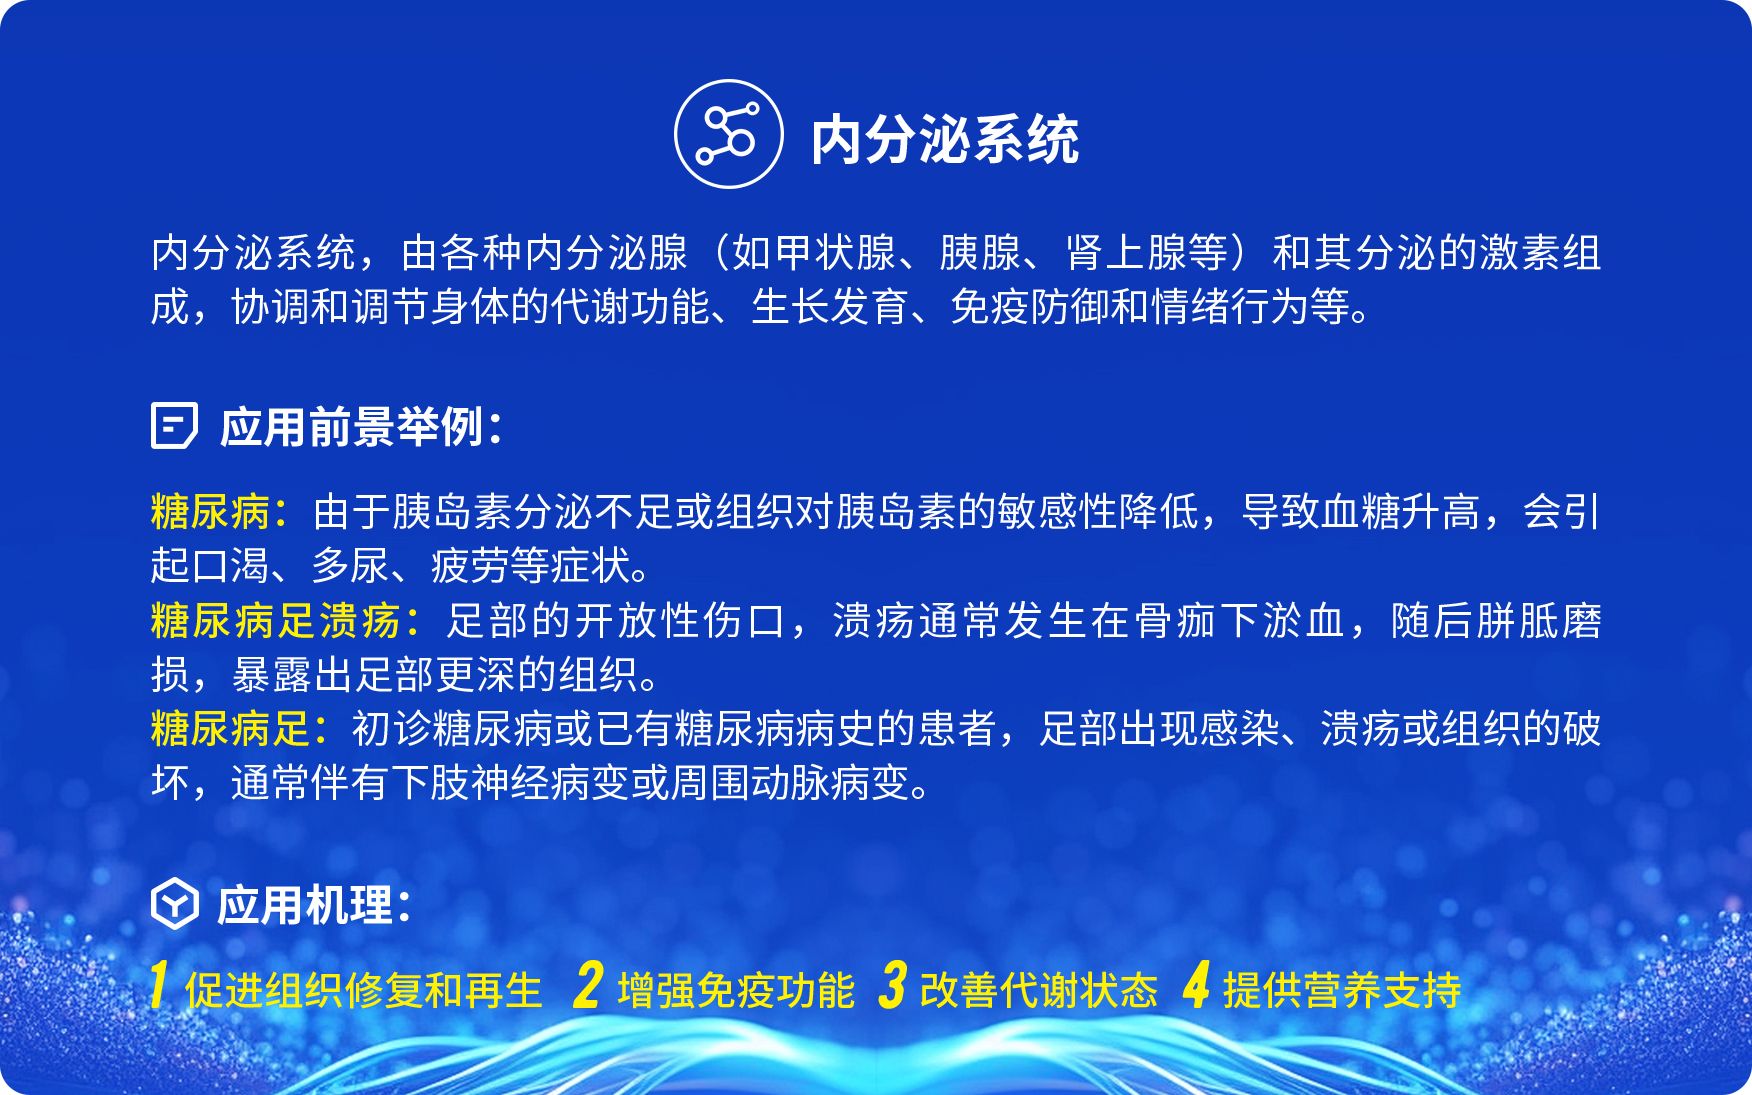 内分泌系统
内分泌系统，由各种内分泌腺（如甲状腺、胰腺、肾上腺等）和其分泌的激素组
成，协调和调节身体的代谢功能、生长发育、免疫防御和情绪行为等。
应用前景举例：
糖尿病：由于胰岛素分泌不足或组织对胰岛素的敏感性降低，导致血糖升高，会引
起口渴、多尿、疲劳等症状。
糖尿病足溃疡：足部的开放性伤口，溃疡通常发生在骨痂下淤血，随后胼胝磨
损，暴露出足部更深的组织。
糖尿病足：初诊糖尿病或已有糖尿病病史的患者，足部出现感染、溃疡或组织的破
坏，通常伴有下肢神经病变或周围动脉病变。
应用机理：
1 促进组织修复和再生 2 增强免疫功能 3 改善代谢状态 4 提供营养支持